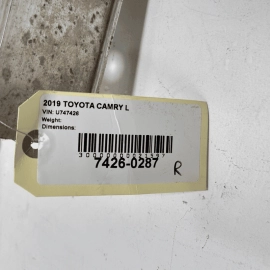 2019 TOYOTA CAMRY L
VIN: U747426
Weight:
Dimensions:
7426-0287
R